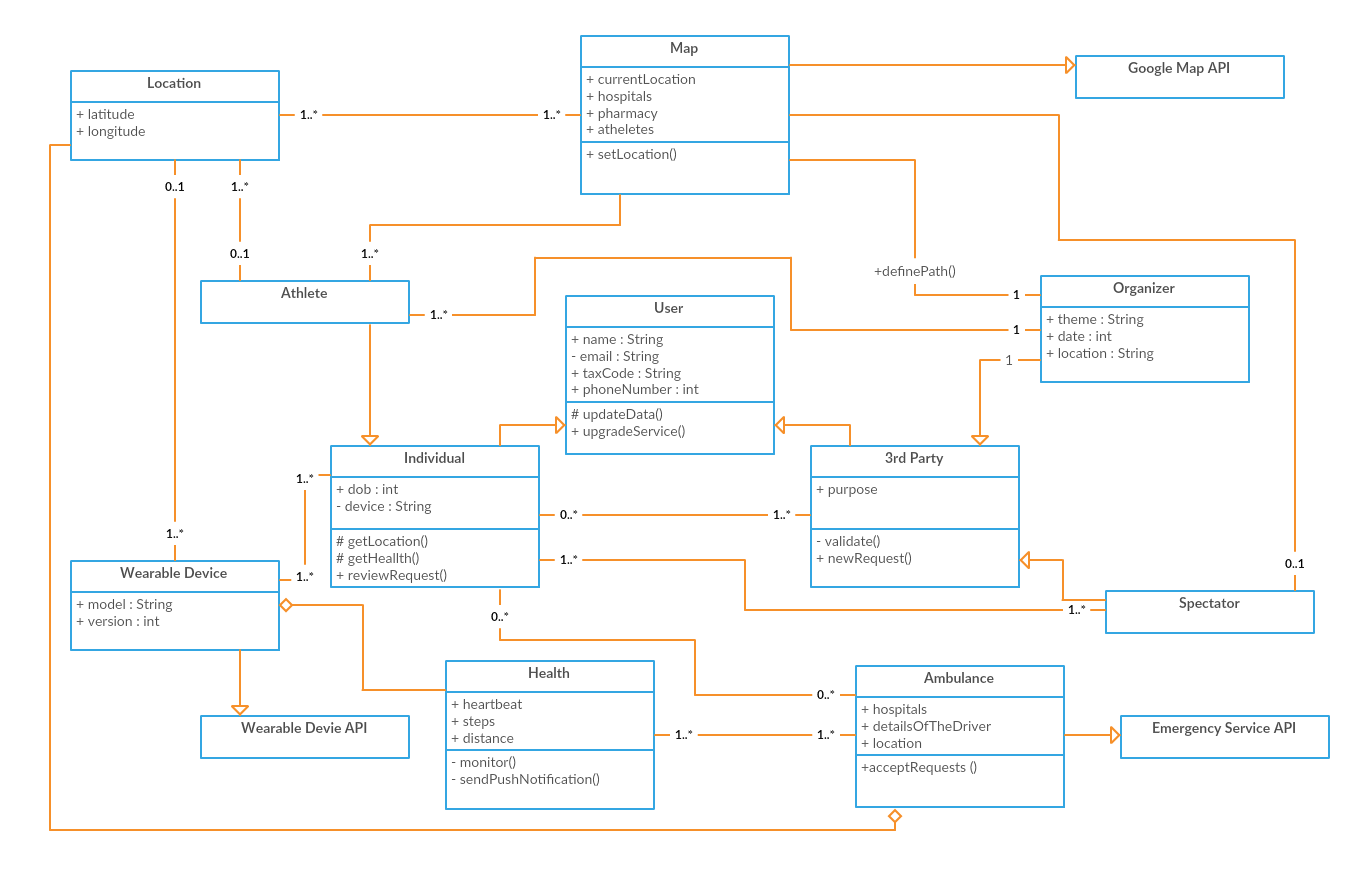 Map
+ currentLocation
+ hospitals
+ pharmacy
+ atheletes
+ setLocation()
Google Map API
Location
+ latitude
+ longitude
1..*
1..*
0..1
1..*
0..1
1..*
Athlete
1..*
+definePath()
1
1
1
Organizer
+ theme : String
+ date : int
+ location : String
User
+ name : String
- email : String
+ taxCode : String
+ phoneNumber : int
# updateData()
+ upgradeService()
Individual
+ dob : int
- device : String
# getLocation()
# getHeallth()
+ reviewRequest()
3rd Party
+ purpose
- validate()
+ newRequest()
1..*
1..*
0..*
1..*
1..*
1..*
0..1
Spectator
1..*
Wearable Device
+ model : String
+ version : int
0..*
0..*
Health
+ heartbeat
+ steps
+ distance
- monitor()
- sendPushNotification()
1..*
1..*
Ambulance
+ hospitals
+ detailsOfTheDriver
+ location
+acceptRequests ()
Emergency Service API
Wearable Devie API